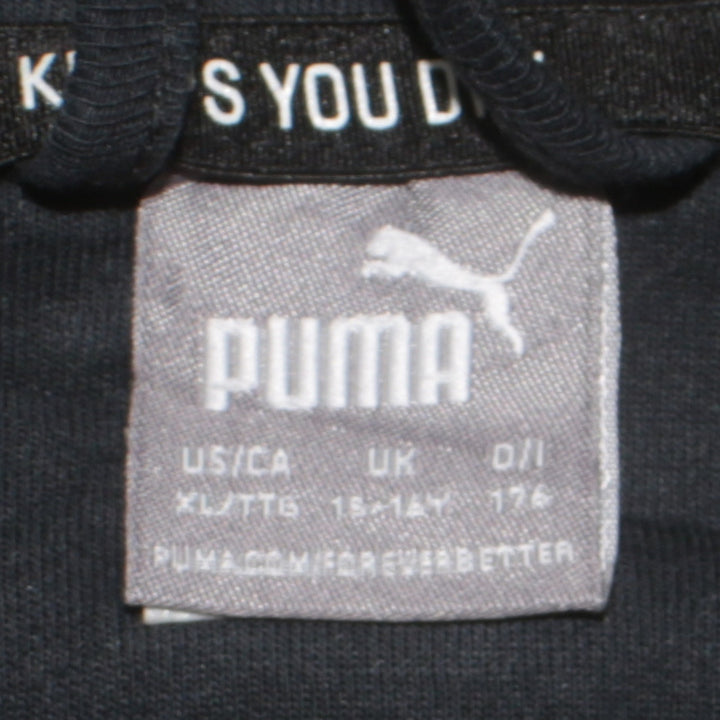 S YOU D
PUMA
US/CA UK D/I
XL/TTG 15-16Y 176
PUMA.COM/FOREVERBETTER